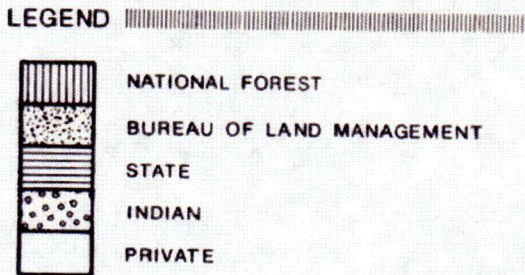 LEGEND
NATIONAL FOREST
BUREAU OF LAND MANAGEMENT
STATE
INDIAN
PRIVATE